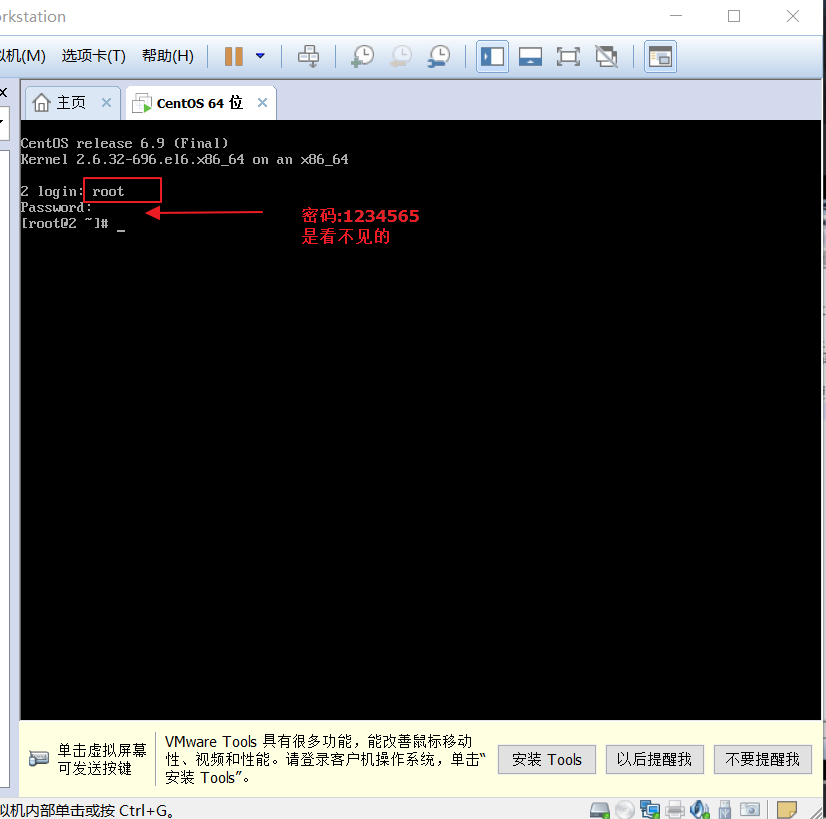 rkstation
以机(M) 选项卡(T) 帮助(H)
主页 CentOS 64 位
CentOS release 6.9 (Final)
Kernel 2.6.32-696.el6.x86_64 on an x86_64
2 login: root
Password:
[root@2 ~]# _
密码:1234565
是看不见的
单击虚拟屏幕
可发送按键
VMware Tools 具有很多功能，能改善鼠标移动
性、视频和性能。请登录客户机操作系统，单击“
安装 Tools”。
安装 Tools 以后提醒我 不要提醒我
以机内部单击或按 Ctrl+G。